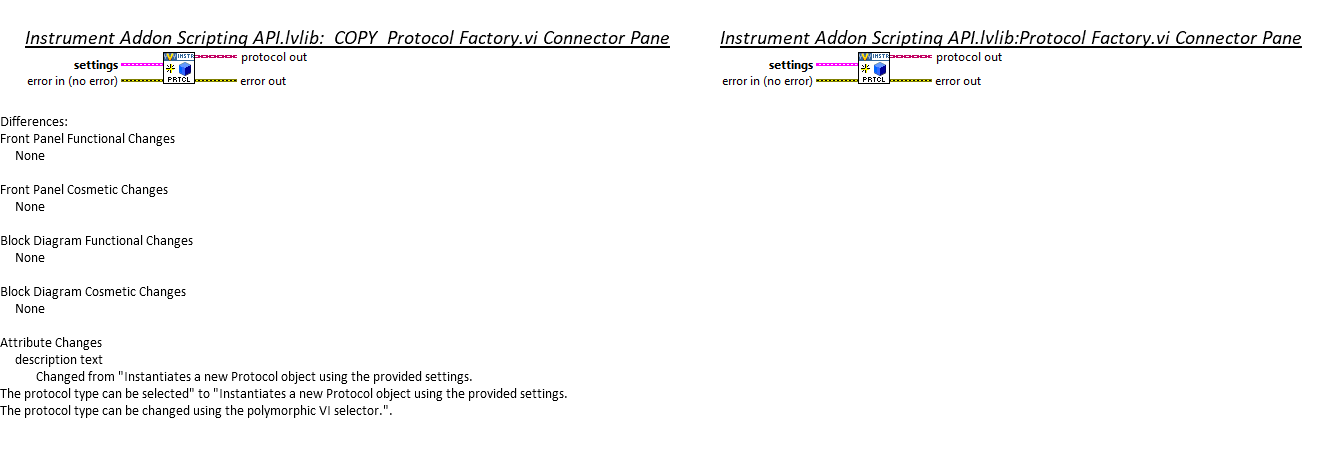 Instrument Addon Scripting API.lvlib:_COPY_Protocol Factory.vi Connector Pane
settings
error in (no error)
INSTR
PRTCL
protocol out
error out
Instrument Addon Scripting API.lvlib:Protocol Factory.vi Connector Pane
settings
error in (no error)
INSTR
PRTCL
protocol out
error out
Differences:
Front Panel Functional Changes
None
Front Panel Cosmetic Changes
None
Block Diagram Functional Changes
None
Block Diagram Cosmetic Changes
None
Attribute Changes
description text
Changed from "Instantiates a new Protocol object using the provided settings.
The protocol type can be selected" to "Instantiates a new Protocol object using the provided settings.
The protocol type can be changed using the polymorphic VI selector.".